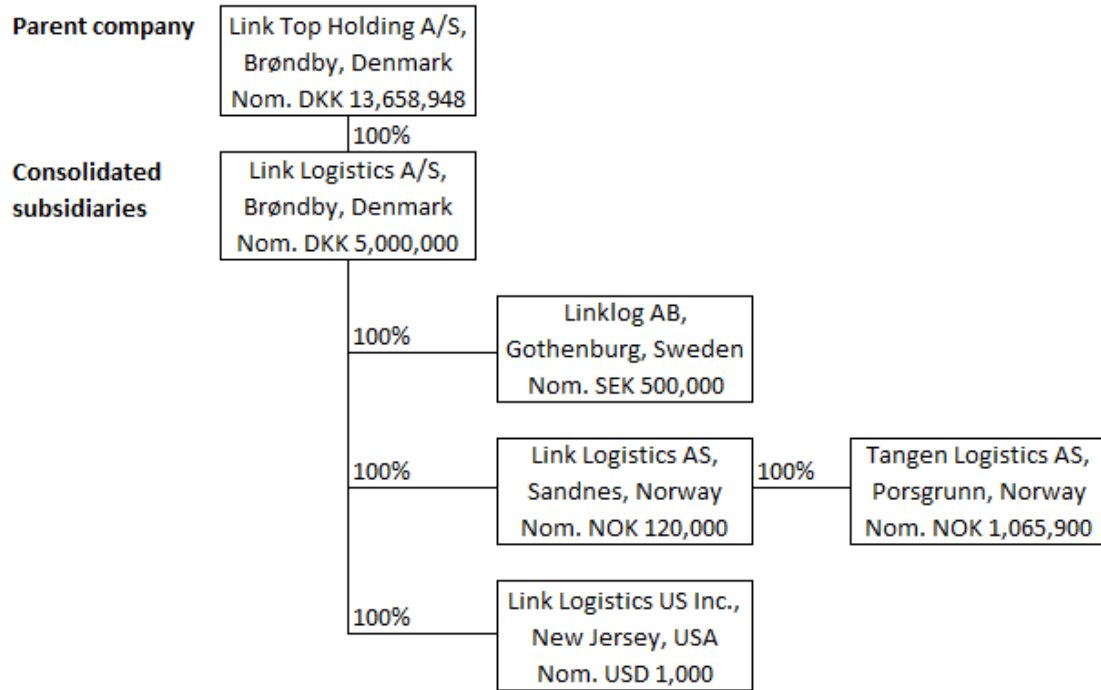 Parent company
Link Top Holding A/S,
Brøndby, Denmark
Nom. DKK 13,658,948
100%
Consolidated
subsidiaries
Link Logistics A/S,
Brøndby, Denmark
Nom. DKK 5,000,000
100%
Linklog AB,
Gothenburg, Sweden
Nom. SEK 500,000
100%
Link Logistics AS,
Sandnes, Norway
Nom. NOK 120,000
100%
Tangen Logistics AS,
Porsgrunn, Norway
Nom. NOK 1,065,900
100%
Link Logistics US Inc.,
New Jersey, USA
Nom. USD 1,000